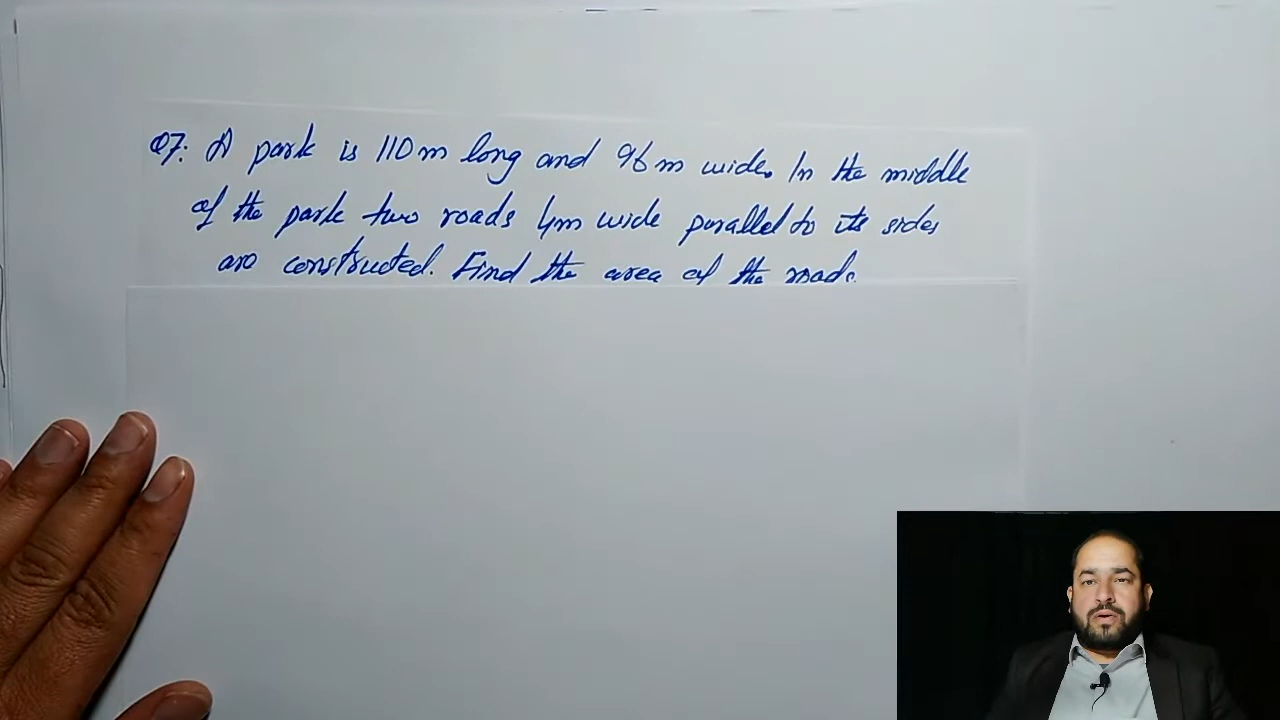 Q7: A park is 110m long and 96m wide. In the middle
of the park two roads 4m wide parallel to its sides
are constructed. Find the area of the roads.